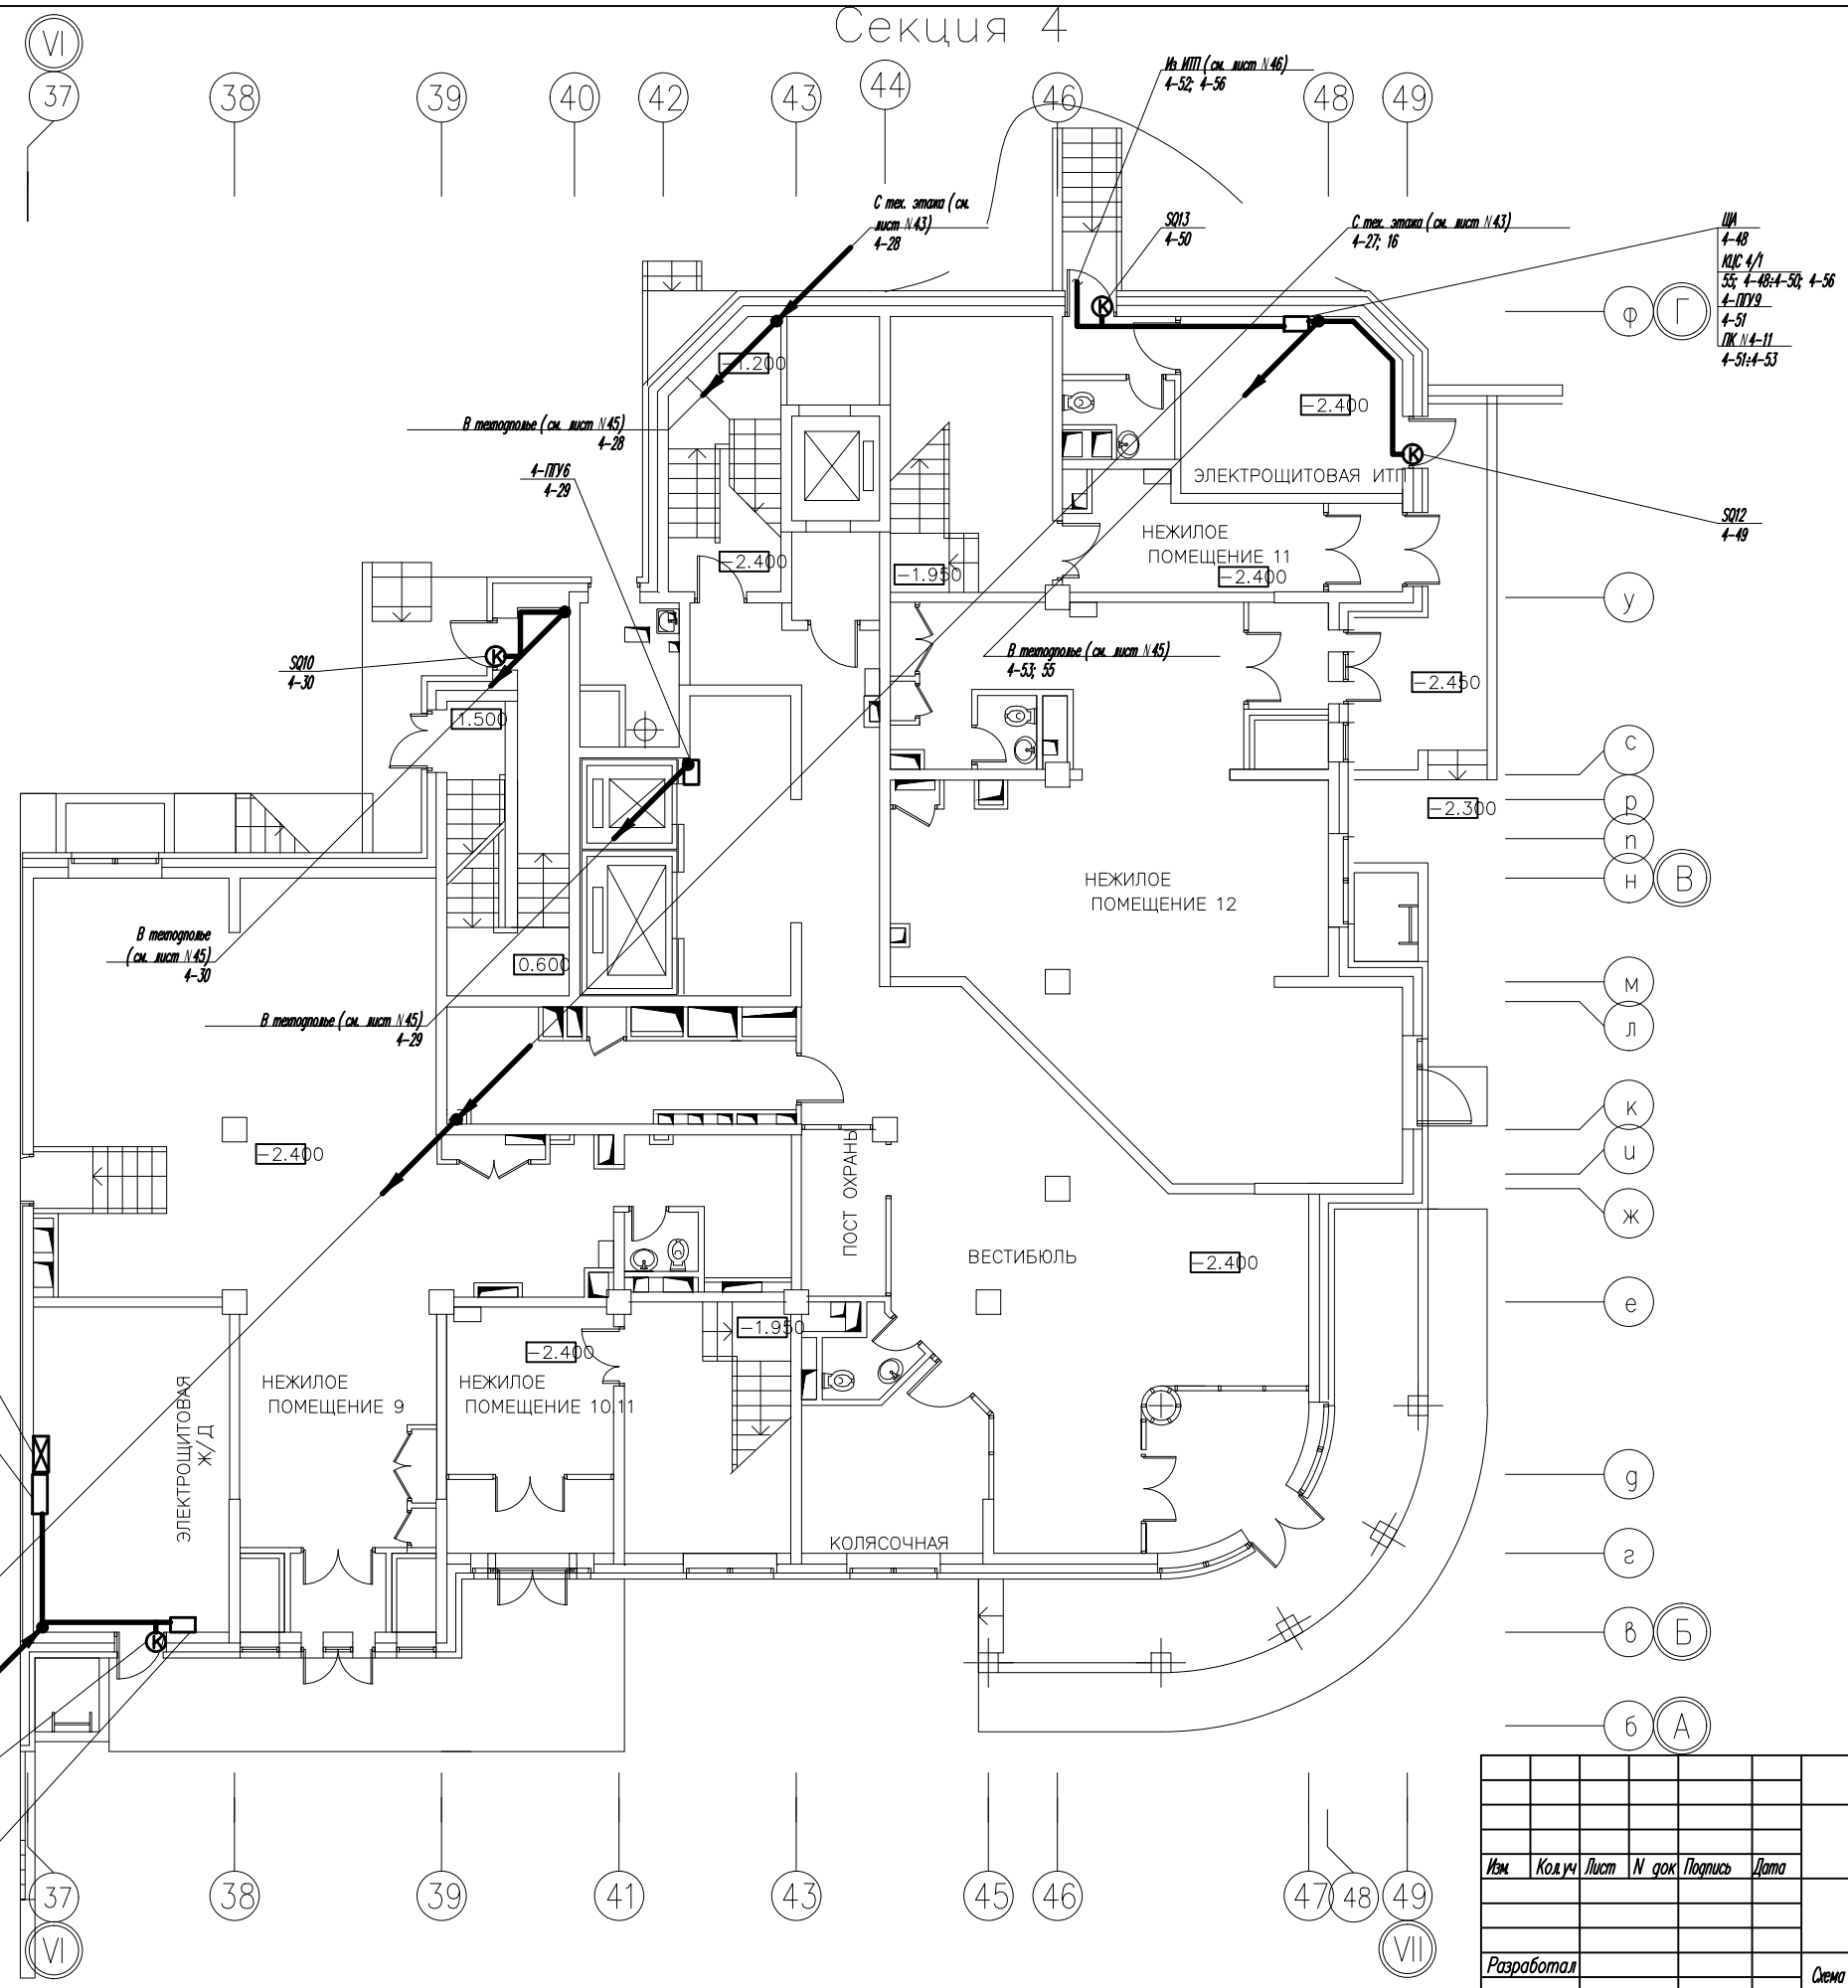 Секция 4
VI
37
38
39
40
42
43
44
46
48
49
Из ИТП (см. лист N46)
4-52; 4-56
С тех. этажа (см.
лист N43)
4-28
SQ13
4-50
С тех. этажа (см. лист N43)
4-27; 16
ША
4-48
КЦС 4/1
55; 4-48÷4-50; 4-56
4-ПГУ9
4-51
ПК N4-11
4-51÷4-53
ф
Г
-1.200
-2.400
В техподполье (см. лист N45)
4-28
4-ПГУ6
4-29
ЭЛЕКТРОЩИТОВАЯ ИТП
SQ12
4-49
НЕЖИЛОЕ
ПОМЕЩЕНИЕ 11
-2.400
-1.950
-2.400
у
SQ10
4-30
В техподполье (см. лист N45)
4-53; 55
-2.450
1.500
с
р
-2.300
п
н
В
НЕЖИЛОЕ
ПОМЕЩЕНИЕ 12
В техподполье
(см. лист N45)
4-30
0.600
м
л
В техподполье (см. лист N45)
4-29
к
и
-2.400
ПОСТ ОХРАНЫ
ж
ВЕСТИБЮЛЬ
-2.400
е
-1.950
-2.400
НЕЖИЛОЕ
ПОМЕЩЕНИЕ 9
НЕЖИЛОЕ
ПОМЕЩЕНИЕ 10.11
ЭЛЕКТРОЩИТОВАЯ
Ж/Д
д
КОЛЯСОЧНАЯ
г
в
Б
б
А
37
38
39
41
43
45
46
47
48
49
VI
VII
Изм. Кол.уч Лист N док Подпись Дата
Разработал
Схема